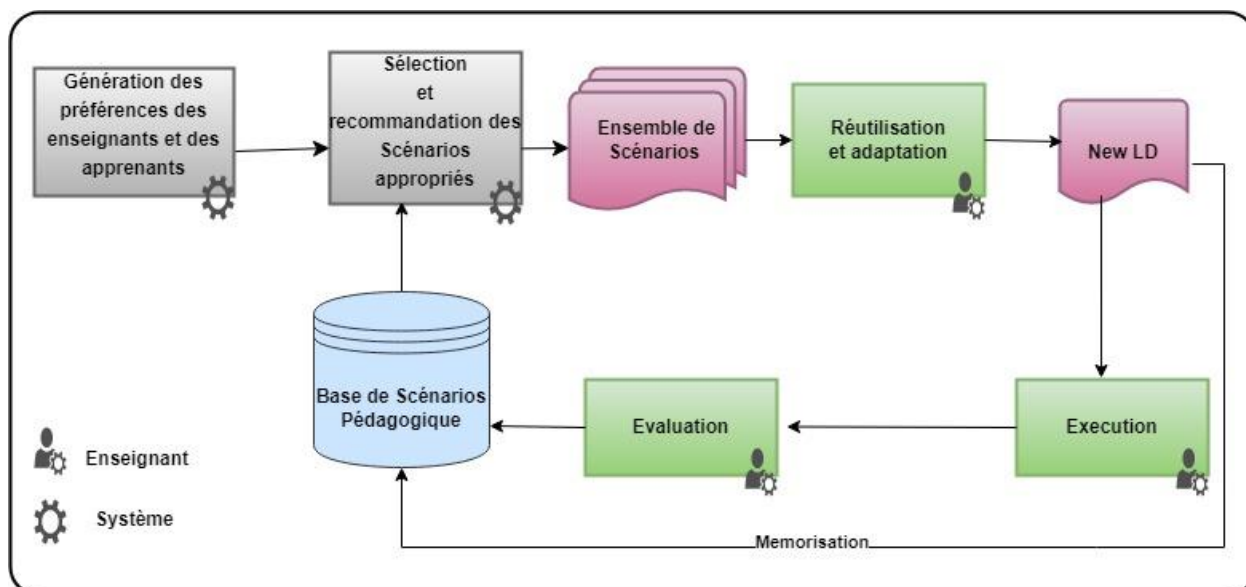 Génération des
préférences des
enseignants et des
apprenants
Sélection
et
recommandation des
Scénarios
appropriés
Ensemble de
Scénarios
Réutilisation
et adaptation
New LD
Base de Scénarios
Pédagogique
Evaluation
Execution
Enseignant
Système
Memorisation